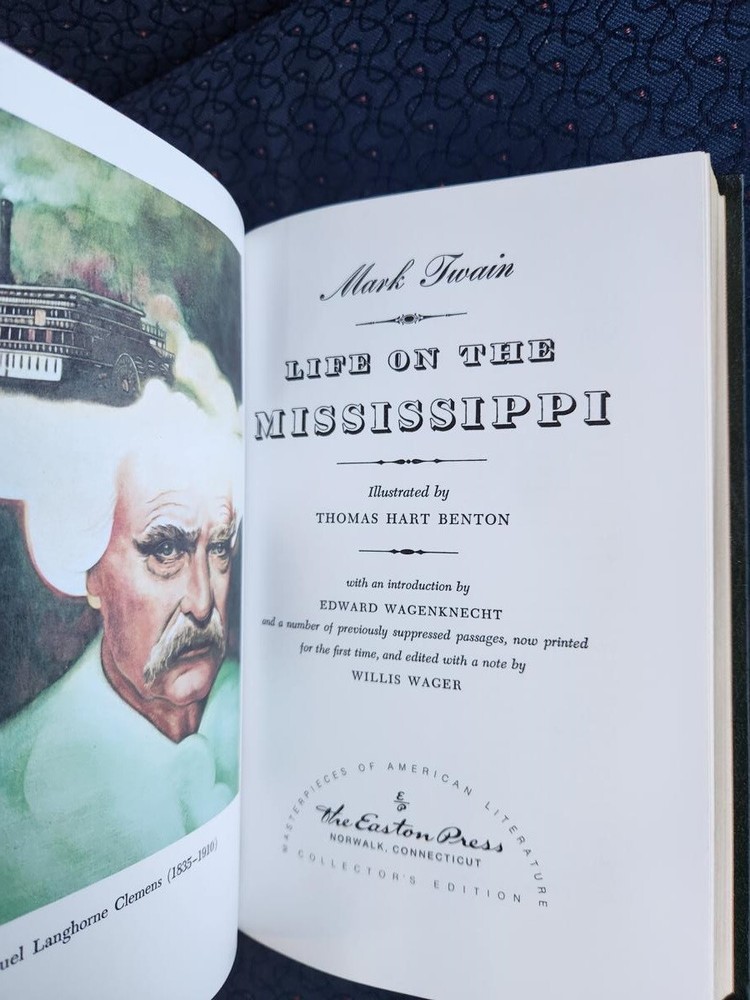 uel Langhorne Clemens (1835–1910)
Mark Twain
LIFE ON THE
MISSISSIPPI
Illustrated by
THOMAS HART BENTON
with an introduction by
EDWARD WAGENKNECHT
and a number of previously suppressed passages, now printed
for the first time, and edited with a note by
WILLIS WAGER
MASTERPIECES OF AMERICAN LITERATURE
E
P
the Easton Press
NORWALK, CONNECTICUT
COLLECTOR'S EDITION